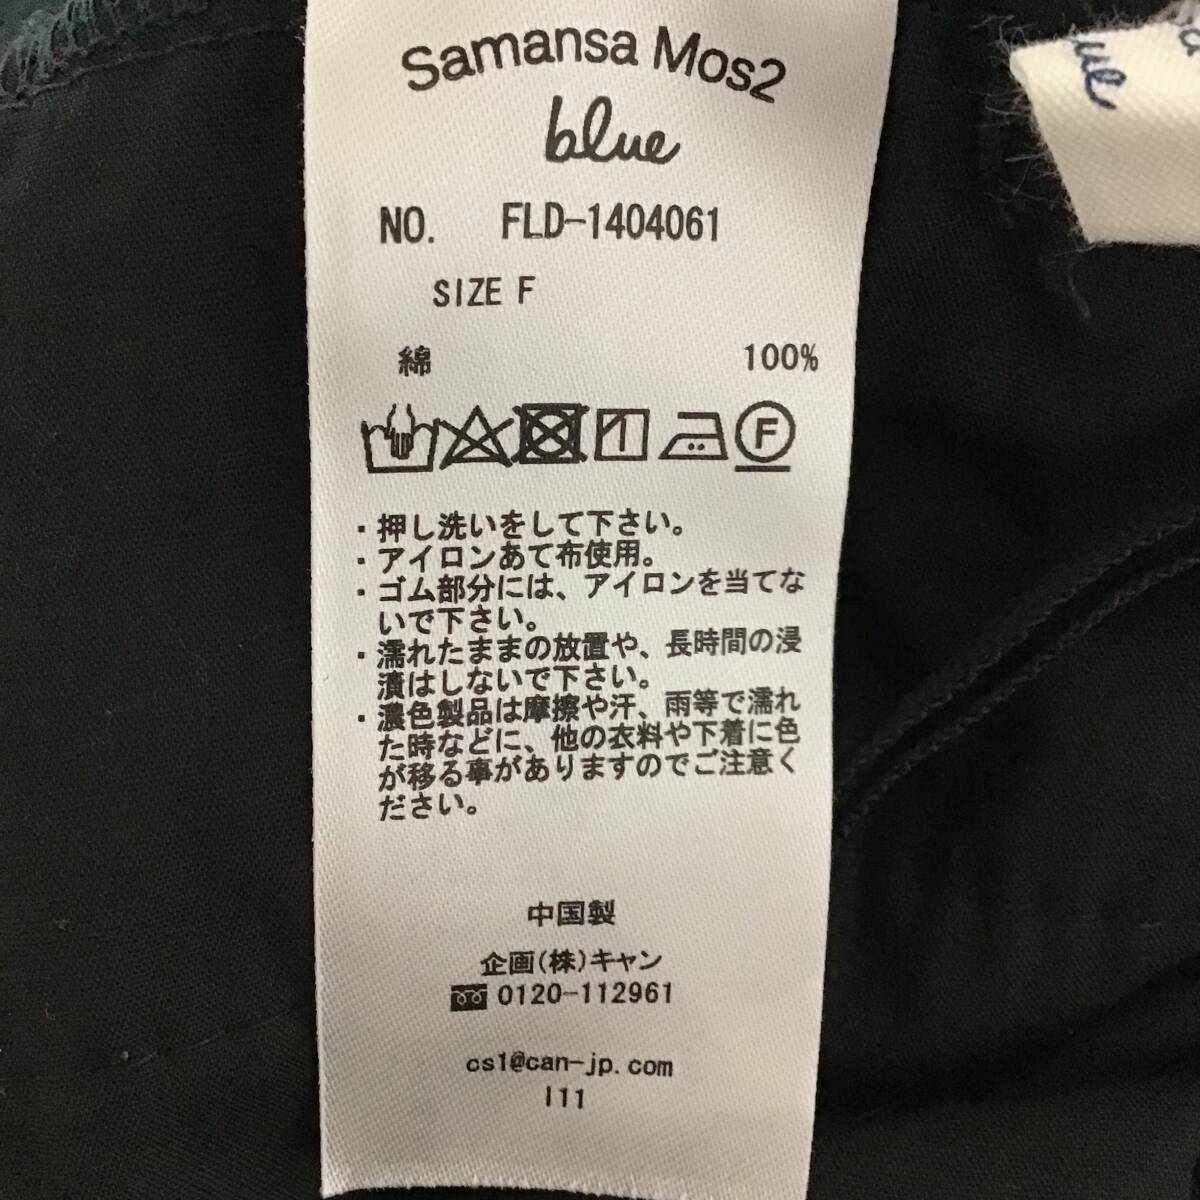 Samansa Mos2
blue
NO. FLD-1404061
SIZE F
綿 100%
F
・押し洗いをして下さい。
・アイロンあて布使用。
・ゴム部分には、アイロンを当てな
いで下さい。
・濡れたままの放置や、長時間の浸
漬はしないで下さい。
・濃色製品は摩擦や汗、雨等で濡れ
た時などに、他の衣料や下着に色
が移る事がありますのでご注意く
ださい。
中国製
企画(株)キャン
0120-112961
cs1@can-jp.com
I11